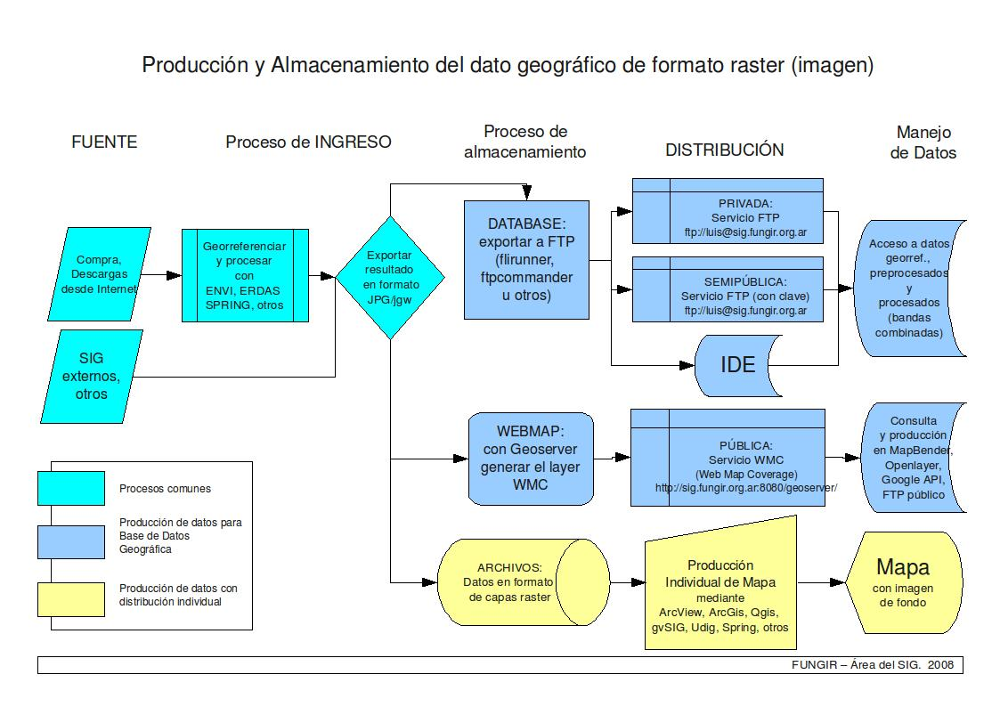 Producción y Almacenamiento del dato geográfico de formato raster (imagen)
FUENTE
Proceso de INGRESO
Proceso de
almacenamiento
DISTRIBUCIÓN
Manejo
de Datos
Compra,
Descargas
desde Internet
SIG
externos,
otros
Georreferenciar
y procesar
con
ENVI, ERDAS
SPRING, otros
Exportar
resultado
en formato
JPG/jgw
DATABASE:
exportar a FTP
(flirunner,
ftpcommander
u otros)
PRIVADA:
Servicio FTP
ftp://luis@sig.fungir.org.ar
SEMIPÚBLICA:
Servicio FTP (con clave)
ftp://luis@sig.fungir.org.ar
IDE
Acceso a datos
georref.,
preprocesados
y
procesados
(bandas
combinadas)
WEBMAP:
con Geoserver
generar el layer
WMC
PÚBLICA:
Servicio WMC
(Web Map Coverage)
http://sig.fungir.org.ar:8080/geoserver/
Consulta
y producción
en MapBender,
Openlayer,
Google API,
FTP público
ARCHIVOS:
Datos en formato
de capas raster
Producción
Individual de Mapa
mediante
ArcView, ArcGis, Qgis,
gvSIG, Udig, Spring, otros
Mapa
con imagen
de fondo
Procesos comunes
Producción de datos para
Base de Datos
Geográfica
Producción de datos con
distribución individual
FUNGIR – Área del SIG. 2008